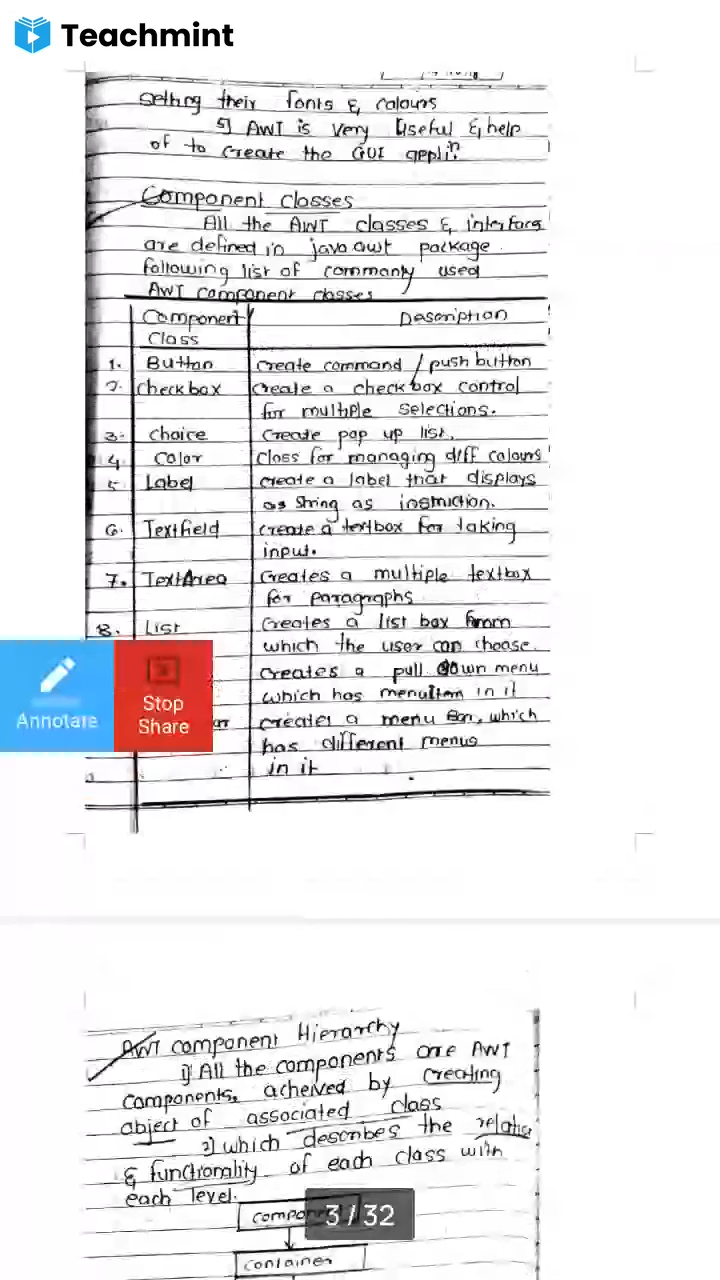 Teachmint
setting their fonts & colours
5) AWT is very Useful & help
of to create the GUI appliⁿ
Component Classes
All the AWT classes & interfaces
are defined in java awt package.
following list of commanly used
AWT component classes
Component Description
Class
1. Button create command / push button
2. Checkbox Create a checkbox control
for multiple selections.
3. Choice Create pop up list.
4 Color Class for managing diff colours
5. Label create a label that displays
as string as instruction.
6. Textfield create a textbox for taking
input.
7. TextArea Creates a multiple textbox
for paragraphs
8. List Creates a list box from
which the user can choose.
Creates a pull down menu
which has menuitem in it
creates a menu Bar, which
has different menus
in it
Annotate
Stop
Share
AWT component Hierarchy
1) All the components are AWT
components, acheived by creating
object of associated class
2) which describes the
& functionality of each class with
each level.
3 / 32
container